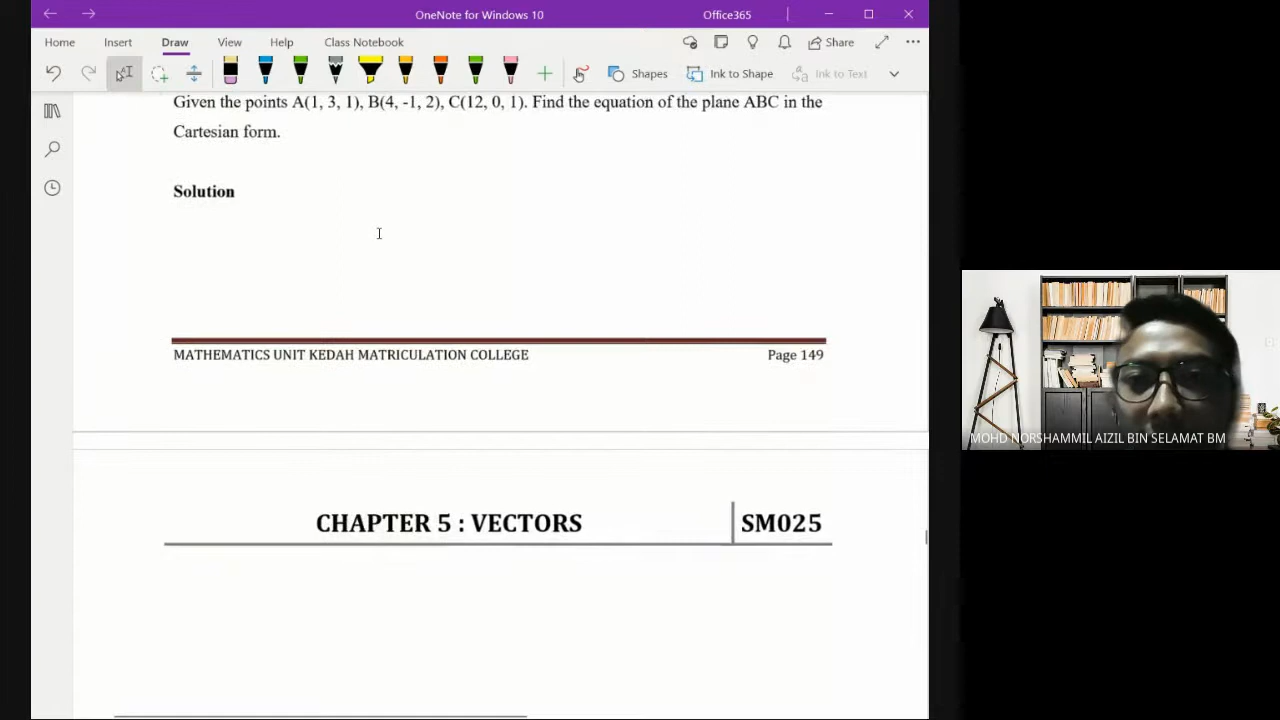 OneNote for Windows 10
Office365
Home
Insert
Draw
View
Help
Class Notebook
Share
Shapes
Ink to Shape
Ink to Text
Given the points A(1, 3, 1), B(4, -1, 2), C(12, 0, 1). Find the equation of the plane ABC in the
Cartesian form.
Solution
MATHEMATICS UNIT KEDAH MATRICULATION COLLEGE
Page 149
MOHD NORSHAMMIL AIZIL BIN SELAMAT BM
CHAPTER 5 : VECTORS
SM025